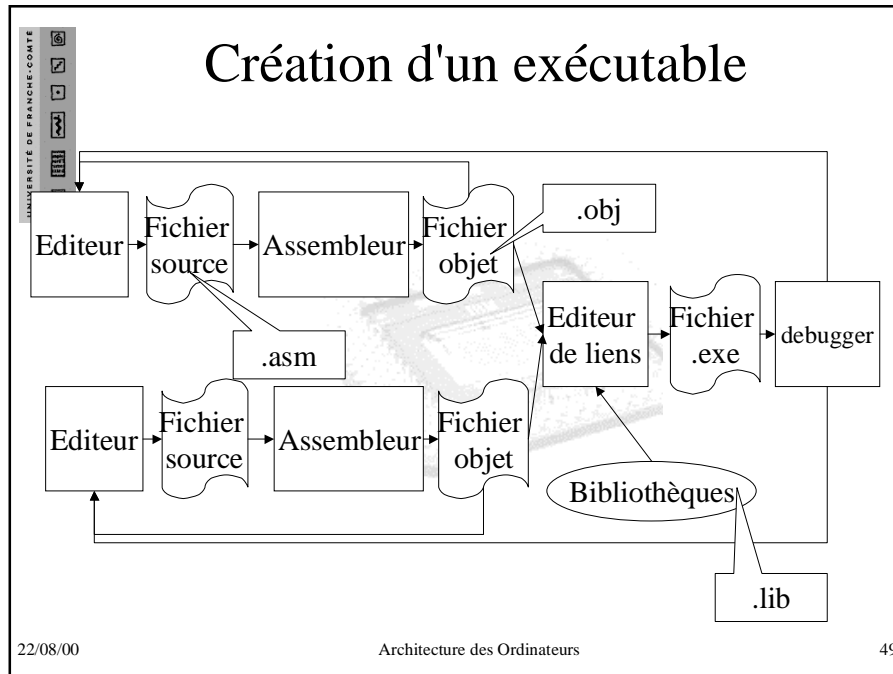 Création d'un exécutable
UNIVERSITÉ DE FRANCHE-COMTÉ
Editeur
Fichier
source
Assembleur
Fichier
objet
.obj
.asm
Editeur
de liens
Fichier
.exe
debugger
Editeur
Fichier
source
Assembleur
Fichier
objet
Bibliothèques
.lib
22/08/00
Architecture des Ordinateurs
49